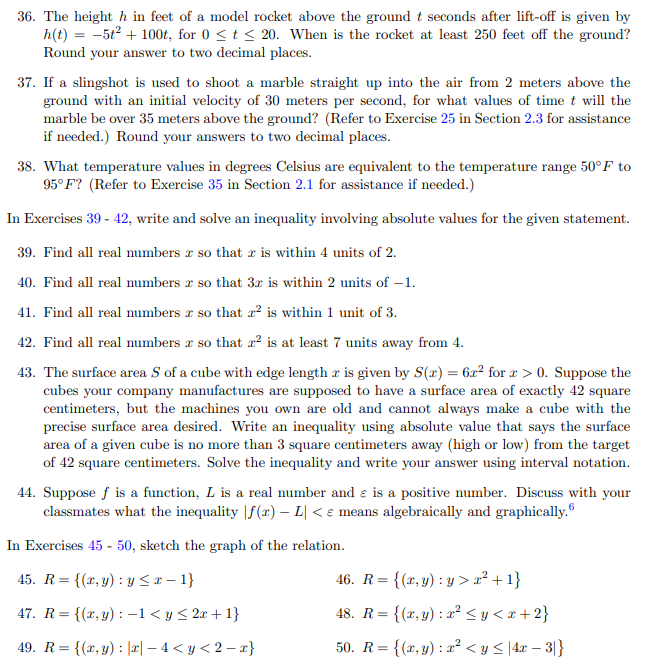 36. The height h in feet of a model rocket above the ground t seconds after lift-off is given by
h(t) = −5t² + 100t, for 0 ≤ t ≤ 20. When is the rocket at least 250 feet off the ground?
Round your answer to two decimal places.
37. If a slingshot is used to shoot a marble straight up into the air from 2 meters above the
ground with an initial velocity of 30 meters per second, for what values of time t will the
marble be over 35 meters above the ground? (Refer to Exercise 25 in Section 2.3 for assistance
if needed.) Round your answers to two decimal places.
38. What temperature values in degrees Celsius are equivalent to the temperature range 50°F to
95°F? (Refer to Exercise 35 in Section 2.1 for assistance if needed.)
In Exercises 39 - 42, write and solve an inequality involving absolute values for the given statement.
39. Find all real numbers x so that x is within 4 units of 2.
40. Find all real numbers x so that 3x is within 2 units of −1.
41. Find all real numbers x so that x² is within 1 unit of 3.
42. Find all real numbers x so that x² is at least 7 units away from 4.
43. The surface area S of a cube with edge length x is given by S(x) = 6x² for x > 0. Suppose the
cubes your company manufactures are supposed to have a surface area of exactly 42 square
centimeters, but the machines you own are old and cannot always make a cube with the
precise surface area desired. Write an inequality using absolute value that says the surface
area of a given cube is no more than 3 square centimeters away (high or low) from the target
of 42 square centimeters. Solve the inequality and write your answer using interval notation.
44. Suppose f is a function, L is a real number and ε is a positive number. Discuss with your
classmates what the inequality |f(x) − L| < ε means algebraically and graphically.⁶
In Exercises 45 - 50, sketch the graph of the relation.
45. R = {(x, y) : y ≤ x − 1} 46. R = {(x, y) : y > x² + 1}
47. R = {(x, y) : −1 < y ≤ 2x + 1} 48. R = {(x, y) : x² ≤ y < x + 2}
49. R = {(x, y) : |x| − 4 < y < 2 − x} 50. R = {(x, y) : x² < y ≤ |4x − 3|}